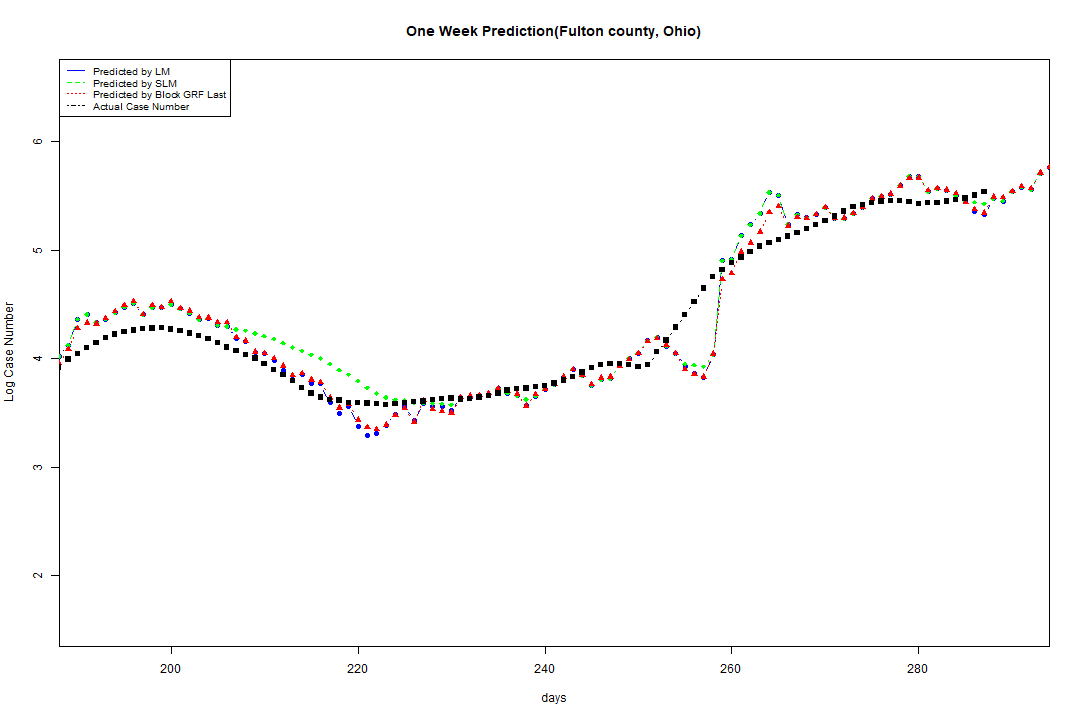 One Week Prediction(Fulton county, Ohio)
Predicted by LM
Predicted by SLM
Predicted by Block GRF Last
Actual Case Number
6
5
4
3
2
Log Case Number
200 220 240 260 280
days